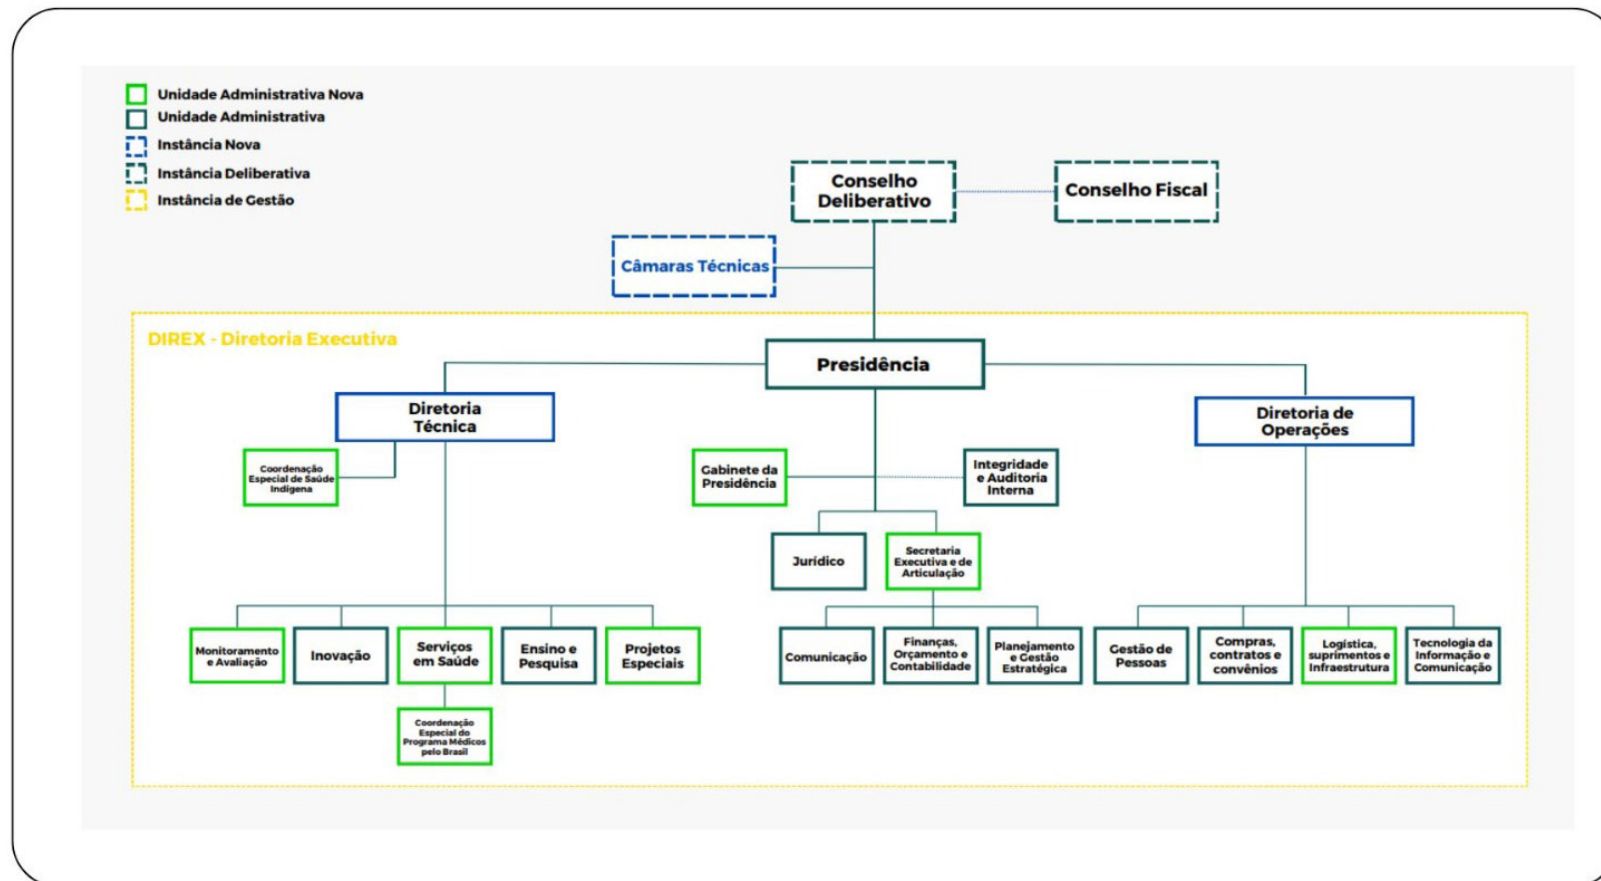 Unidade Administrativa Nova
Unidade Administrativa
Instância Nova
Instância Deliberativa
Instância de Gestão
Conselho
Deliberativo
Conselho Fiscal
Câmaras Técnicas
DIREX - Diretoria Executiva
Presidência
Diretoria
Técnica
Diretoria de
Operações
Coordenação
Especial de Saúde
Indígena
Gabinete da
Presidência
Integridade
e Auditoria
Interna
Jurídico
Secretaria
Executiva e de
Articulação
Monitoramento
e Avaliação
Inovação
Serviços
em Saúde
Ensino e
Pesquisa
Projetos
Especiais
Comunicação
Finanças,
Orçamento e
Contabilidade
Planejamento
e Gestão
Estratégica
Gestão de
Pessoas
Compras,
contratos e
convênios
Logística,
suprimentos e
Infraestrutura
Tecnologia da
Informação e
Comunicação
Coordenação
Especial do
Programa Médicos
pelo Brasil